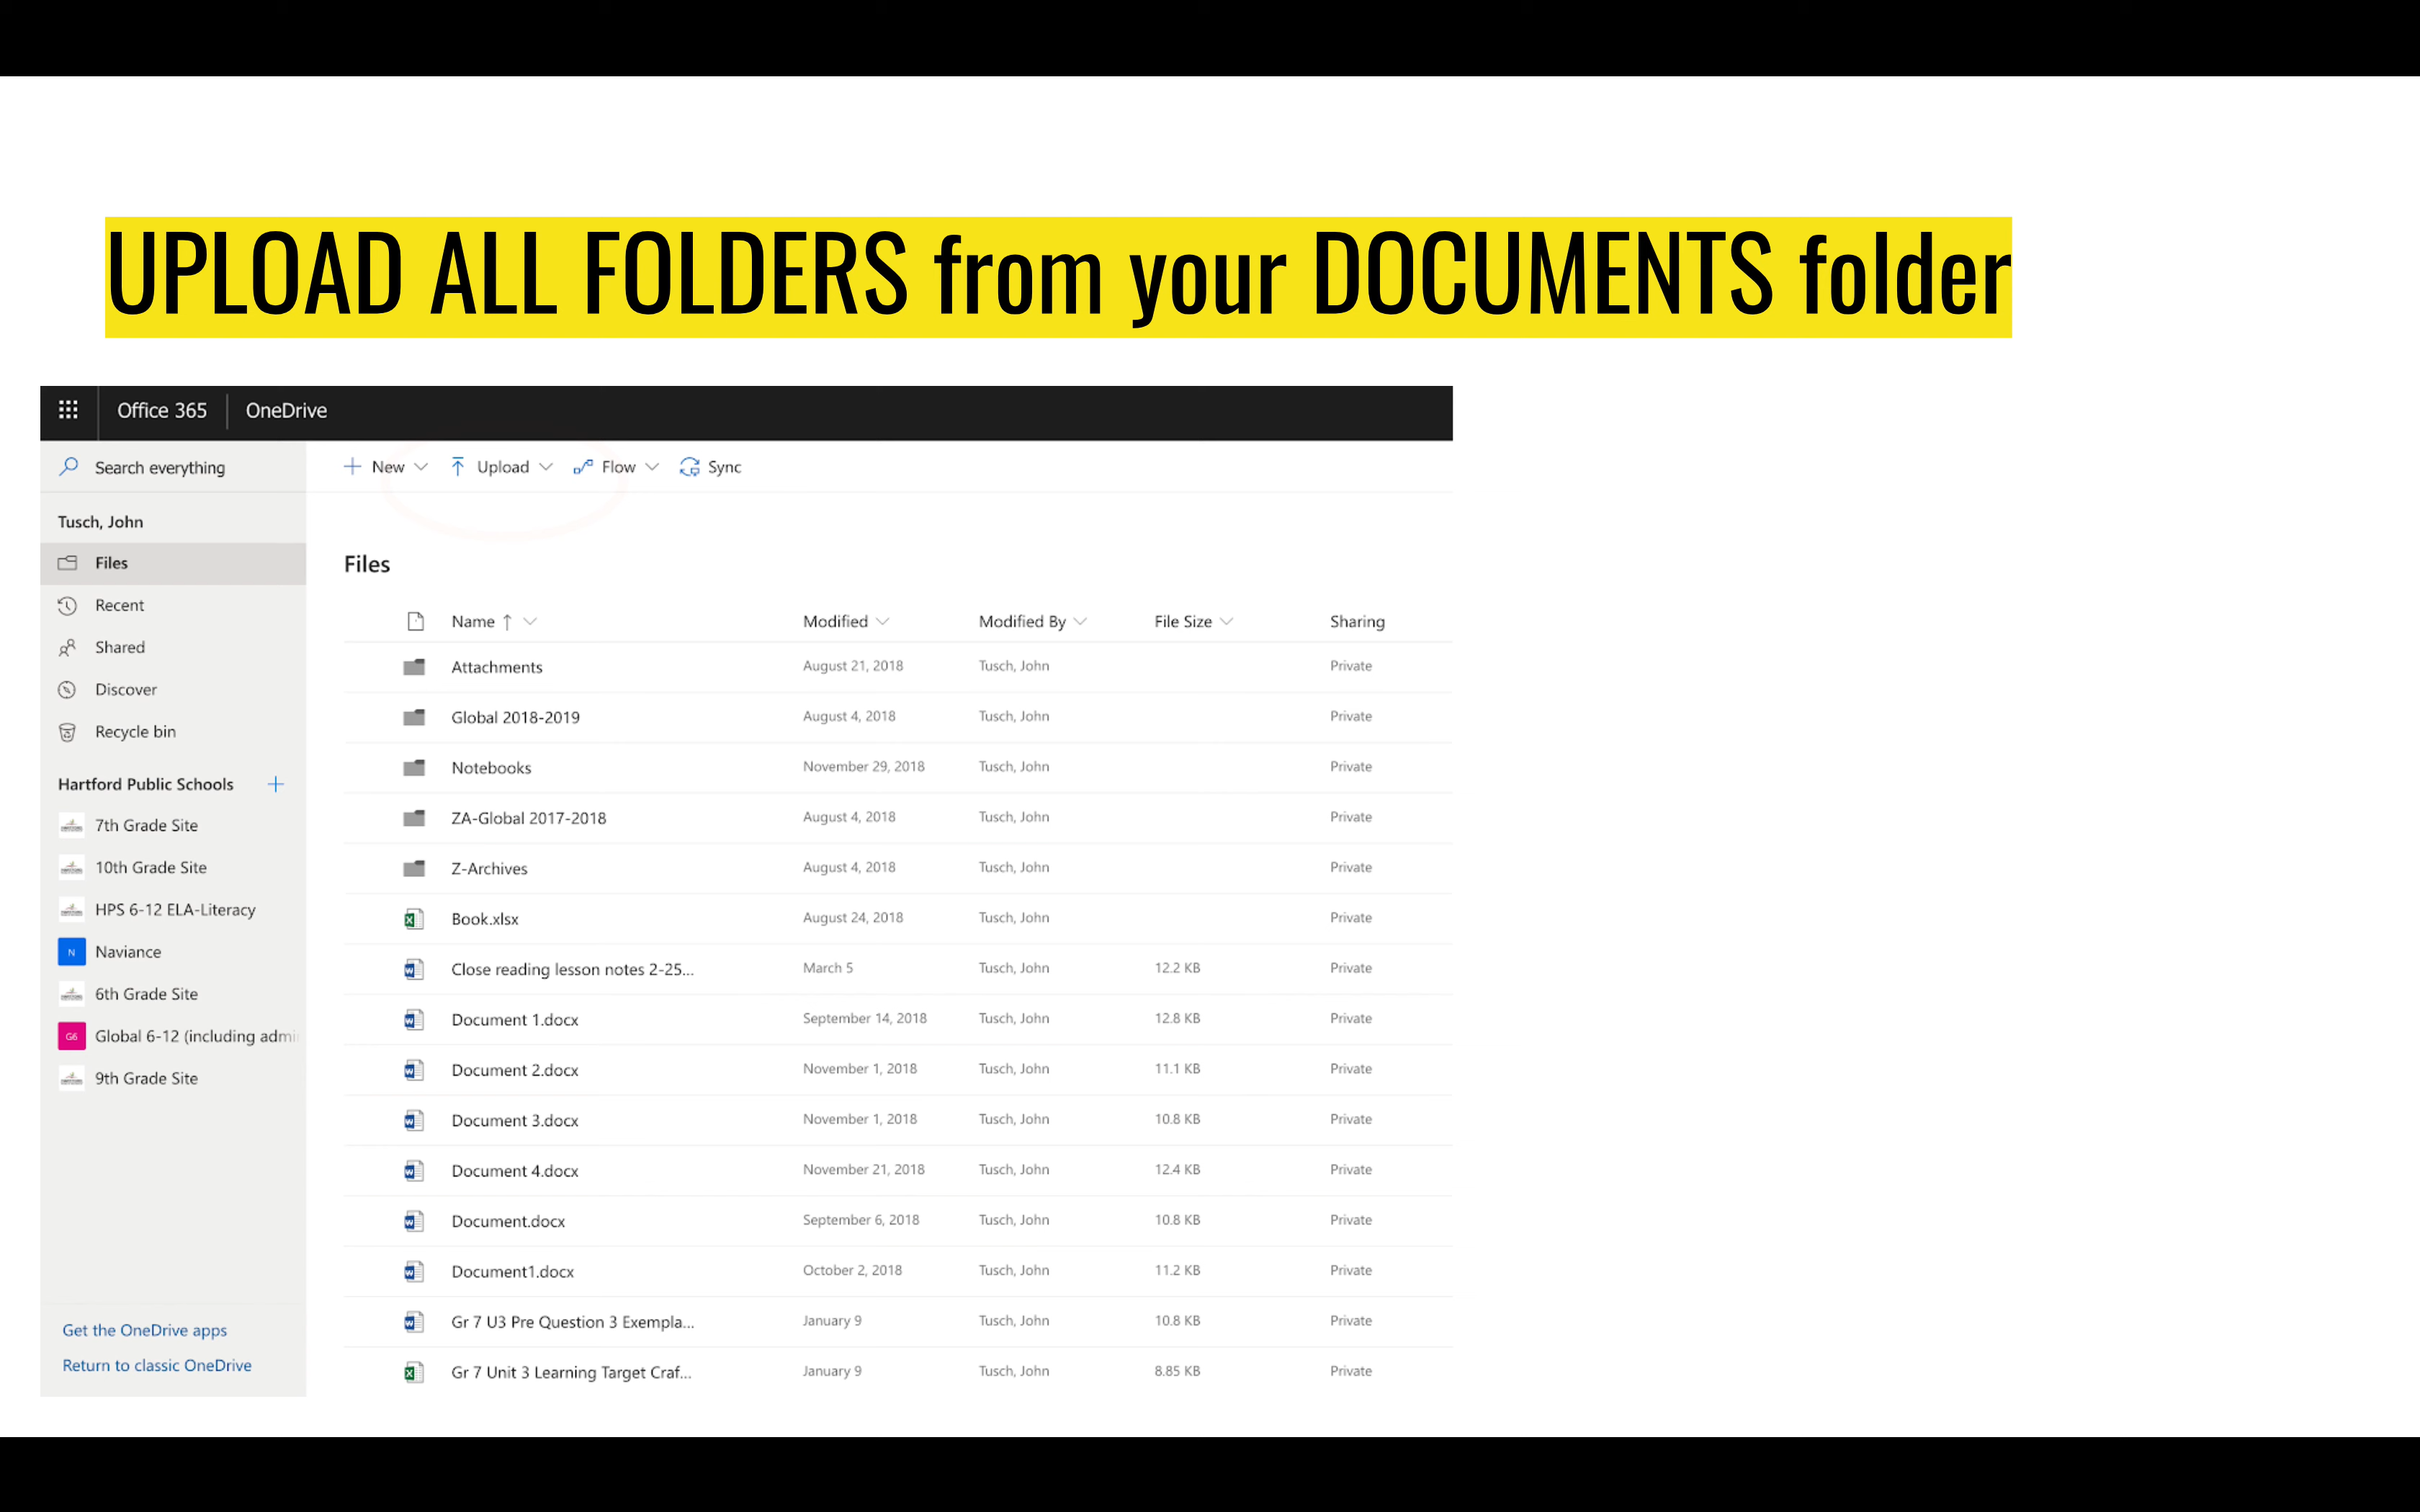 UPLOAD ALL FOLDERS from your DOCUMENTS folder
Office 365 OneDrive
Search everything
New Upload Flow Sync
Tusch, John
Files
Recent
Shared
Discover
Recycle bin
Hartford Public Schools
7th Grade Site
10th Grade Site
HPS 6-12 ELA-Literacy
N Naviance
6th Grade Site
G6 Global 6-12 (including admi
9th Grade Site
Get the OneDrive apps
Return to classic OneDrive
Files
Name Modified Modified By File Size Sharing
Attachments August 21, 2018 Tusch, John Private
Global 2018-2019 August 4, 2018 Tusch, John Private
Notebooks November 29, 2018 Tusch, John Private
ZA-Global 2017-2018 August 4, 2018 Tusch, John Private
Z-Archives August 4, 2018 Tusch, John Private
Book.xlsx August 24, 2018 Tusch, John Private
Close reading lesson notes 2-25... March 5 Tusch, John 12.2 KB Private
Document 1.docx September 14, 2018 Tusch, John 12.8 KB Private
Document 2.docx November 1, 2018 Tusch, John 11.1 KB Private
Document 3.docx November 1, 2018 Tusch, John 10.8 KB Private
Document 4.docx November 21, 2018 Tusch, John 12.4 KB Private
Document.docx September 6, 2018 Tusch, John 10.8 KB Private
Document1.docx October 2, 2018 Tusch, John 11.2 KB Private
Gr 7 U3 Pre Question 3 Exempla... January 9 Tusch, John 10.8 KB Private
Gr 7 Unit 3 Learning Target Craf... January 9 Tusch, John 8.85 KB Private